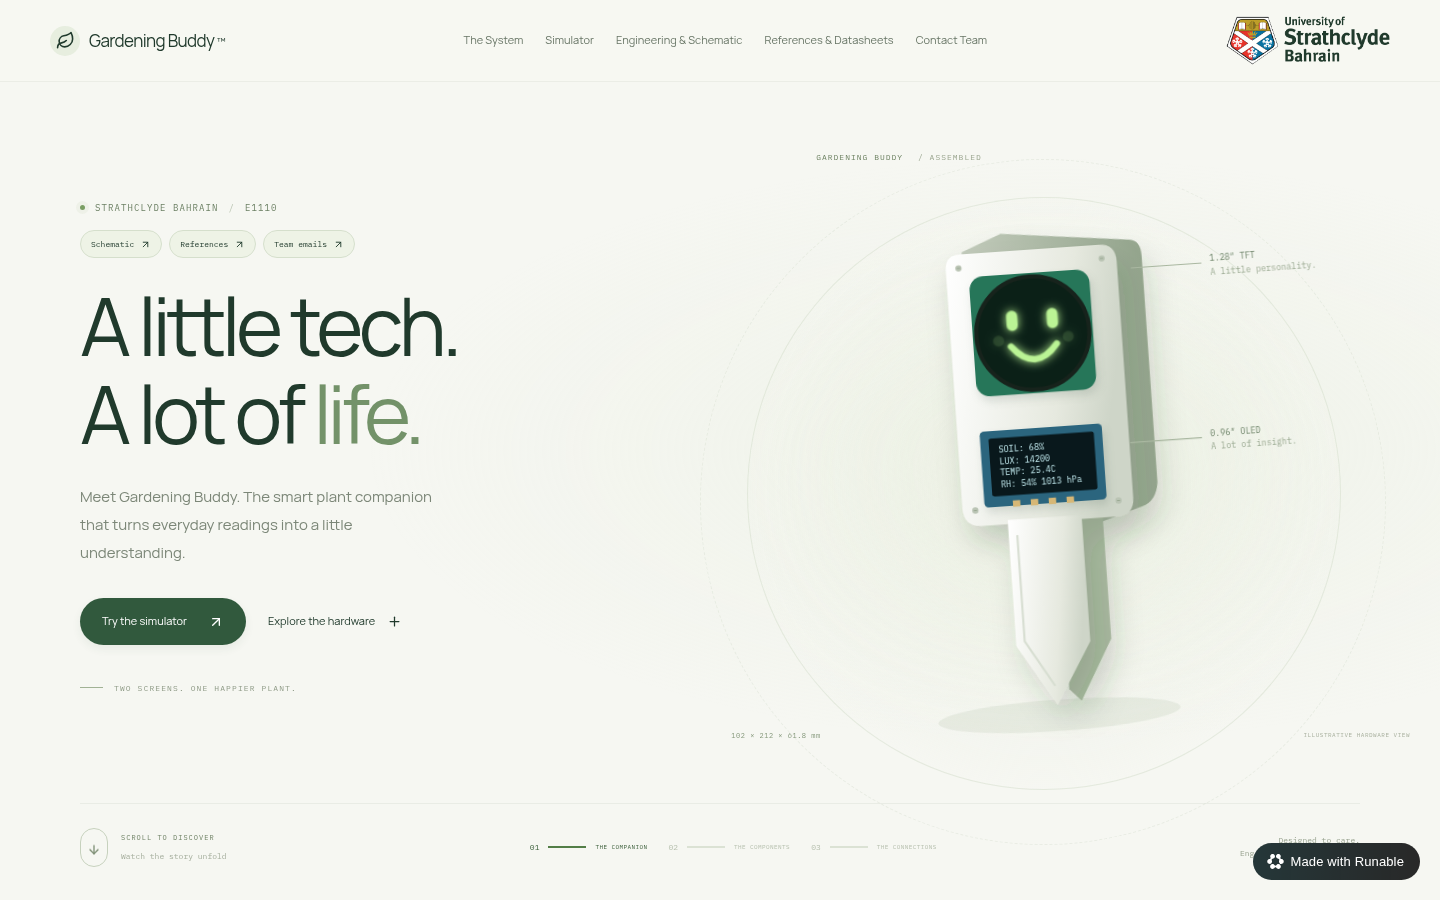 Gardening Buddy ™
The System
Simulator
Engineering & Schematic
References & Datasheets
Contact Team
University of
Strathclyde
Bahrain
GARDENING BUDDY / ASSEMBLED
STRATHCLYDE BAHRAIN / E1110
Schematic
References
Team emails
A little tech.
A lot of life.
Meet Gardening Buddy. The smart plant companion
that turns everyday readings into a little
understanding.
Try the simulator
Explore the hardware
TWO SCREENS. ONE HAPPIER PLANT.
1.28" TFT
A little personality.
0.96" OLED
A lot of insight.
SOIL: 68%
LUX: 14200
TEMP: 25.4C
RH: 54% 1013 hPa
102 × 212 × 61.8 mm
ILLUSTRATIVE HARDWARE VIEW
SCROLL TO DISCOVER
Watch the story unfold
01 THE COMPANION
02 THE COMPONENTS
03 THE CONNECTIONS
Designed to care.
Made with Runable